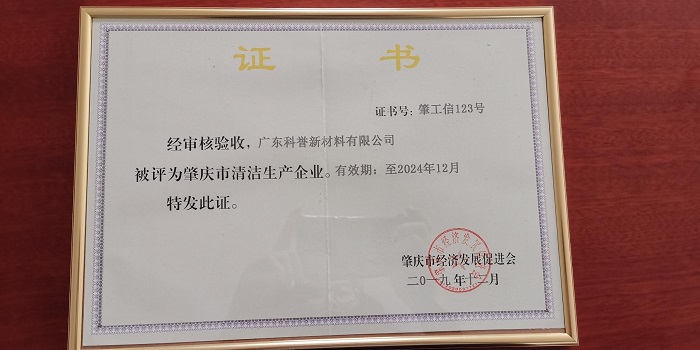 证书
证书号：肇工信123号
经审核验收，广东科誉新材料有限公司
被评为肇庆市清洁生产企业。有效期：至2024年12月
特发此证。
肇庆市经济发展促进会
二0一九年十二月